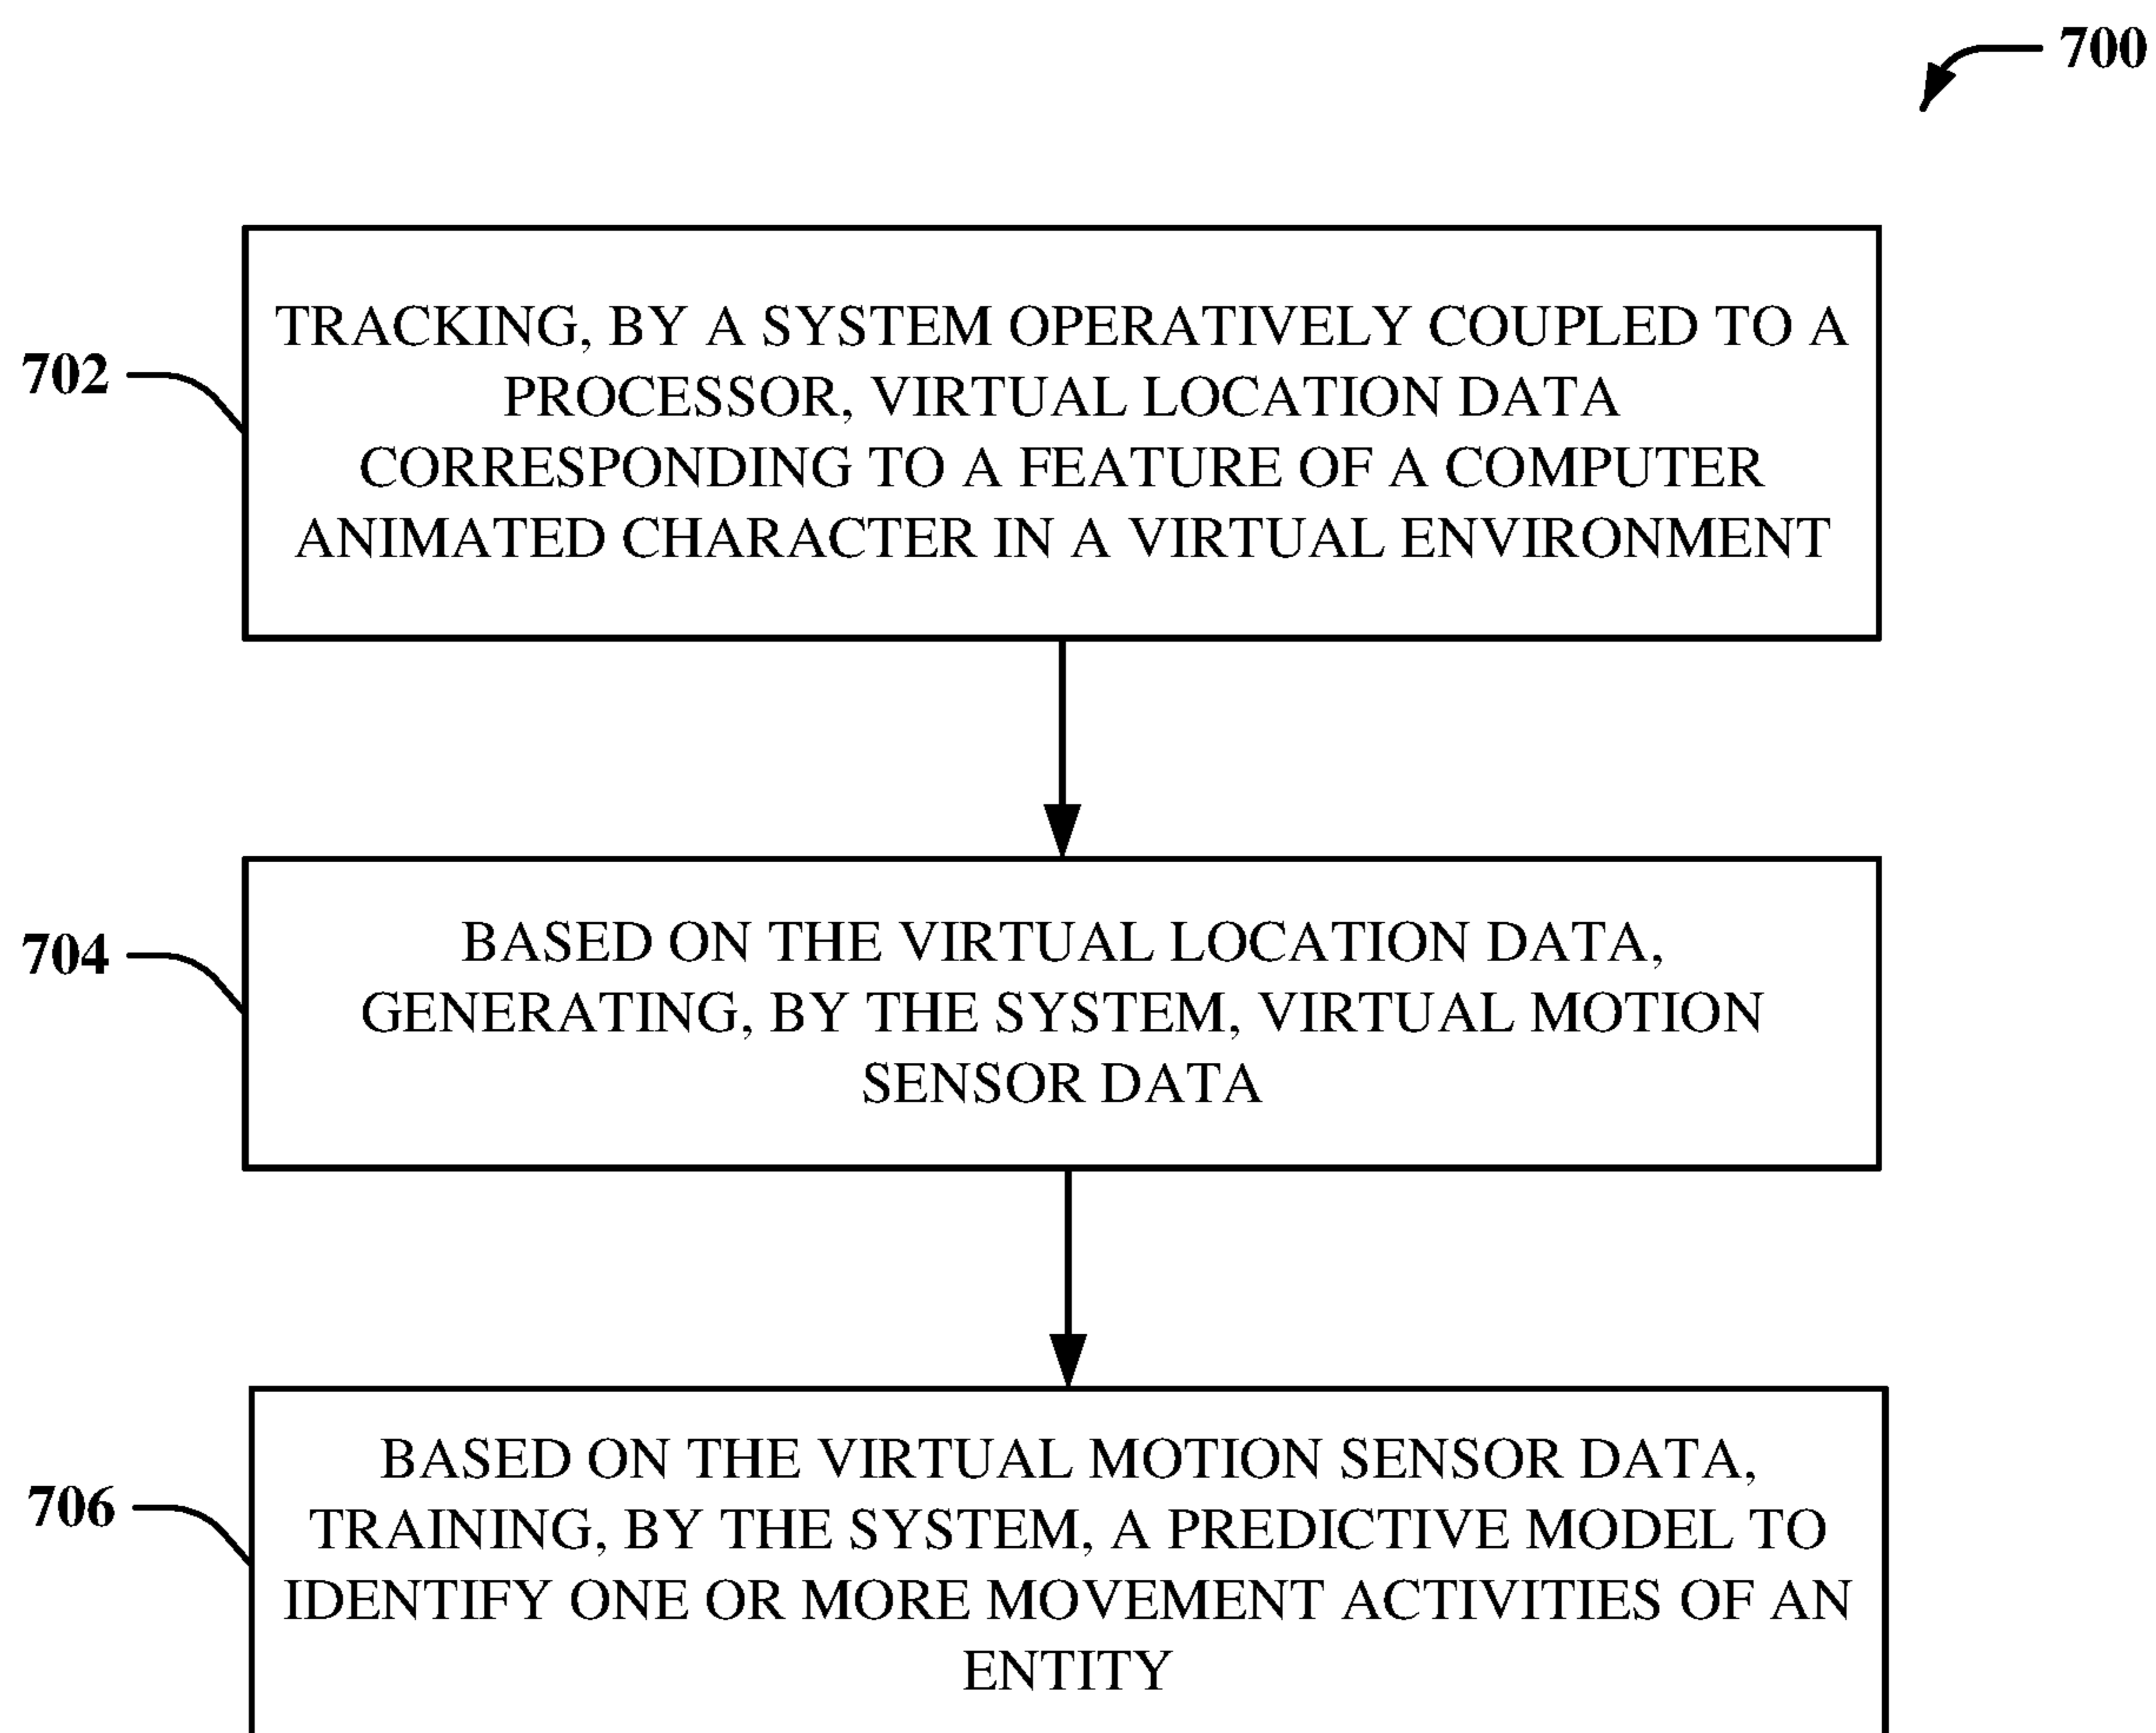 700
702
TRACKING, BY A SYSTEM OPERATIVELY COUPLED TO A
PROCESSOR, VIRTUAL LOCATION DATA
CORRESPONDING TO A FEATURE OF A COMPUTER
ANIMATED CHARACTER IN A VIRTUAL ENVIRONMENT
704
BASED ON THE VIRTUAL LOCATION DATA,
GENERATING, BY THE SYSTEM, VIRTUAL MOTION
SENSOR DATA
706
BASED ON THE VIRTUAL MOTION SENSOR DATA,
TRAINING, BY THE SYSTEM, A PREDICTIVE MODEL TO
IDENTIFY ONE OR MORE MOVEMENT ACTIVITIES OF AN
ENTITY